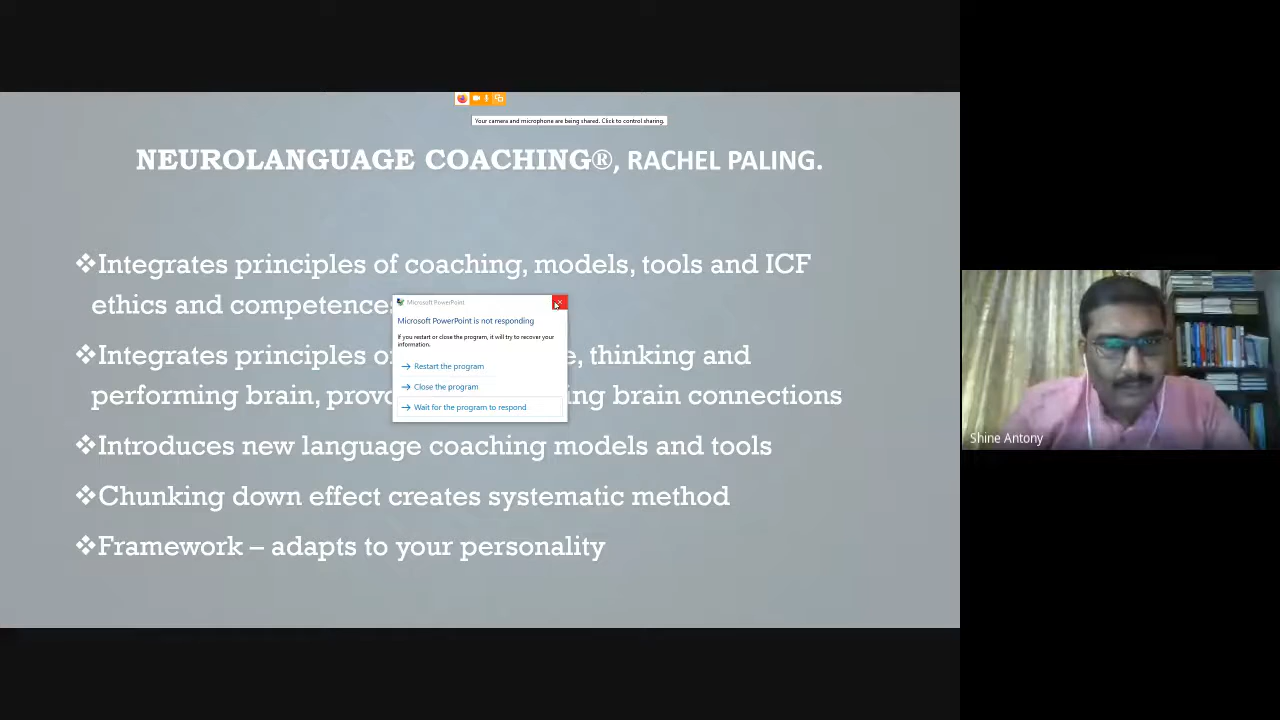 Your camera and microphone are being shared. Click to control sharing.
NEUROLANGUAGE COACHING®, RACHEL PALING.
❖Integrates principles of coaching, models, tools and ICF
ethics and competences
Microsoft PowerPoint
Microsoft PowerPoint is not responding
If you restart or close the program, it will try to recover your
information.
❖Integrates principles o e, thinking and
Restart the program
Close the program
performing brain, provo ing brain connections
Wait for the program to respond
❖Introduces new language coaching models and tools
Shine Antony
❖Chunking down effect creates systematic method
❖Framework – adapts to your personality